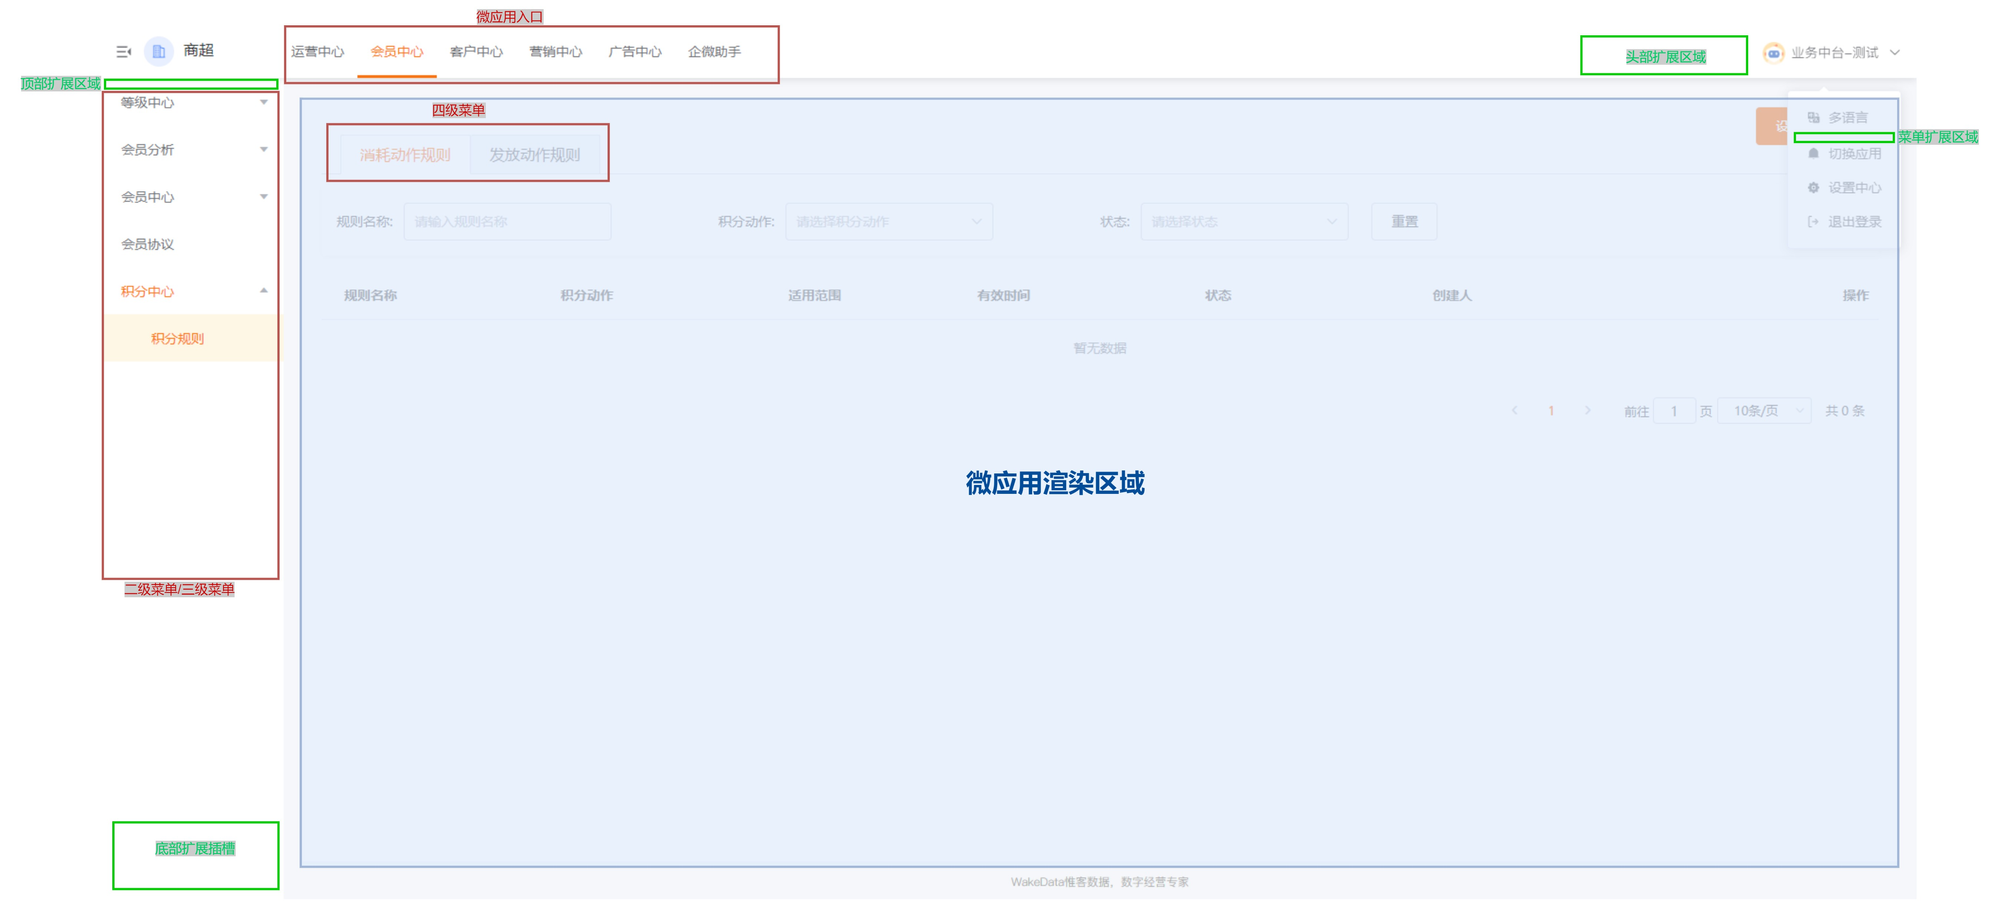 微应用入口
商超
运营中心 会员中心 客户中心 营销中心 广告中心 企微助手
头部扩展区域
业务中台-测试
顶部扩展区域
等级中心
会员分析
会员中心
会员协议
积分中心
积分规则
二级菜单/三级菜单
底部扩展插槽
四级菜单
消耗动作规则 发放动作规则
设
多语言
菜单扩展区域
切换应用
设置中心
退出登录
规则名称: 请输入规则名称 积分动作: 请选择积分动作 状态: 请选择状态 重置
规则名称 积分动作 适用范围 有效时间 状态 创建人 操作
暂无数据
1 前往 1 页 10条/页 共 0 条
微应用渲染区域
WakeData惟客数据，数字经营专家